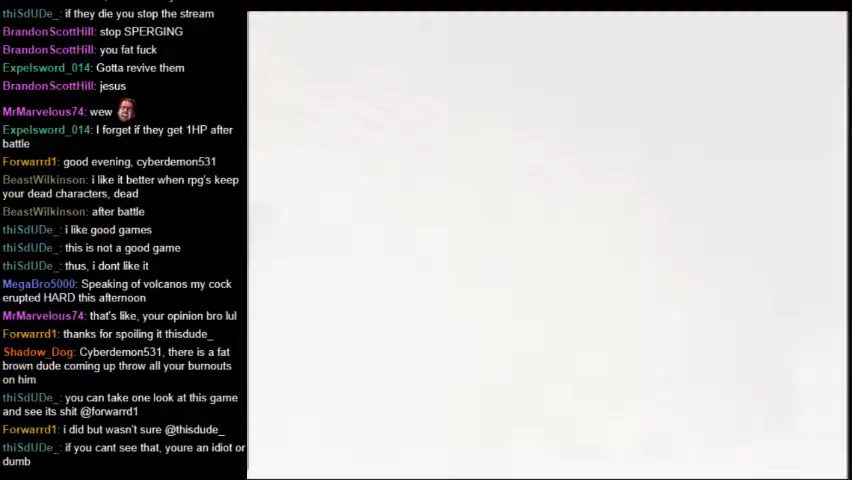 thiSdUDe_: if they die you stop the stream
BrandonScottHill: stop SPERGING
BrandonScottHill: you fat fuck
Expelsword_014: Gotta revive them
BrandonScottHill: jesus
MrMarvelous74: wew
Expelsword_014: I forget if they get 1HP after
battle
Forwarrd1: good evening, cyberdemon531
BeastWilkinson: i like it better when rpg's keep
your dead characters, dead
BeastWilkinson: after battle
thiSdUDe_: i like good games
thiSdUDe_: this is not a good game
thiSdUDe_: thus, i dont like it
MegaBro5000: Speaking of volcanos my cock
erupted HARD this afternoon
MrMarvelous74: that's like, your opinion bro lul
Forwarrd1: thanks for spoiling it thisdude_
Shadow_Dog: Cyberdemon531, there is a fat
brown dude coming up throw all your burnouts
on him
thiSdUDe_: you can take one look at this game
and see its shit @forwarrd1
Forwarrd1: i did but wasn't sure @thisdude_
thiSdUDe_: if you cant see that, youre an idiot or
dumb